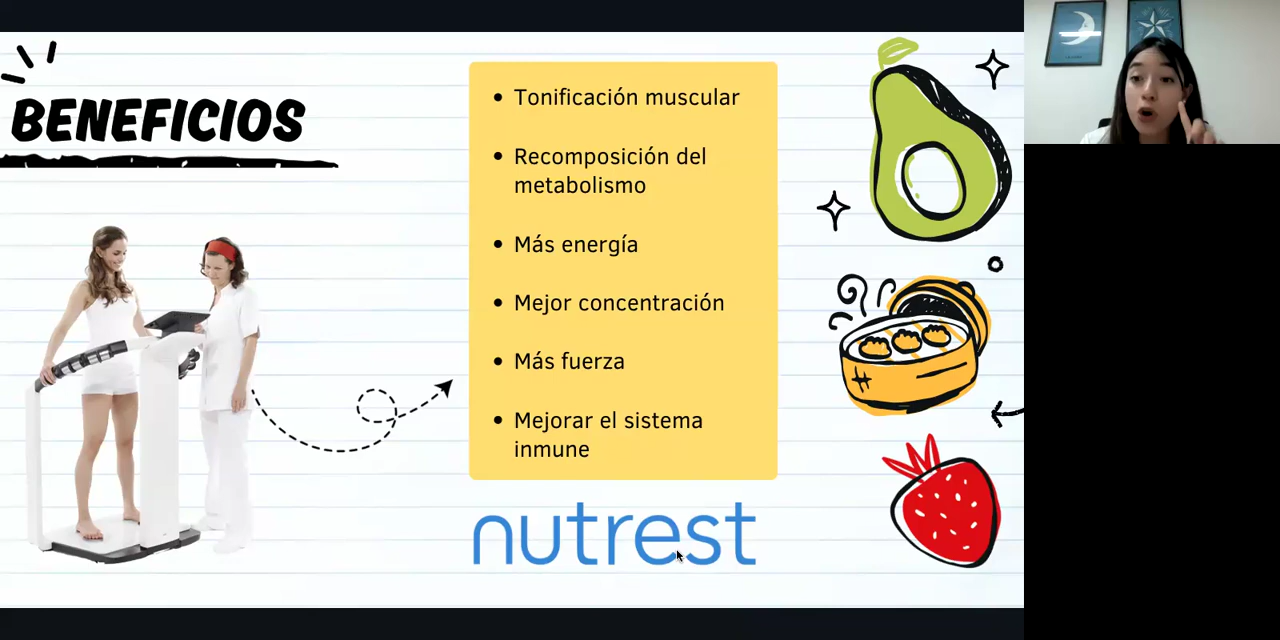 BENEFICIOS
• Tonificación muscular
• Recomposición del
metabolismo
• Más energía
• Mejor concentración
• Más fuerza
• Mejorar el sistema
inmune
nutrest